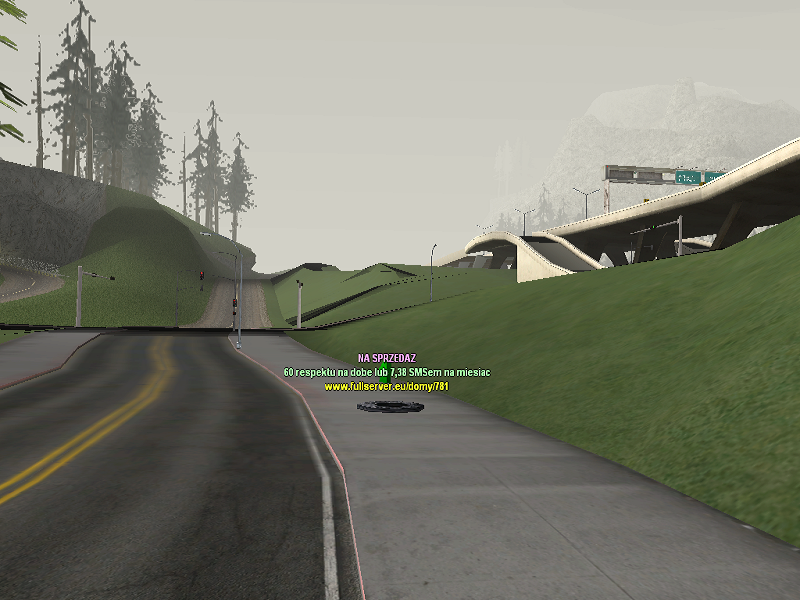 NA SPRZEDAZ
60 respektu na dobe lub 7,38 SMSem na miesiac
www.fullserver.eu/domy/781